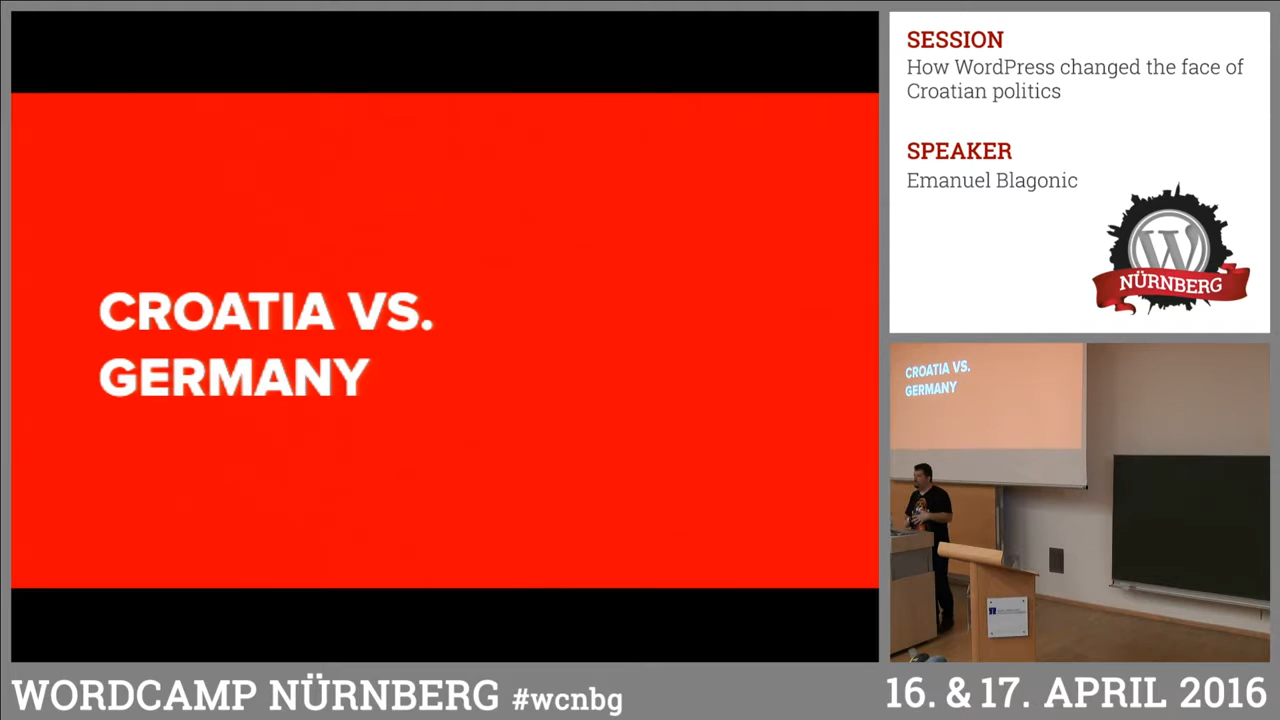 CROATIA VS.
GERMANY
SESSION
How WordPress changed the face of
Croatian politics
SPEAKER
Emanuel Blagonic
W
NÜRNBERG
CROATIA VS.
GERMANY
WORDCAMP NÜRNBERG #wcnbg
16. & 17. APRIL 2016